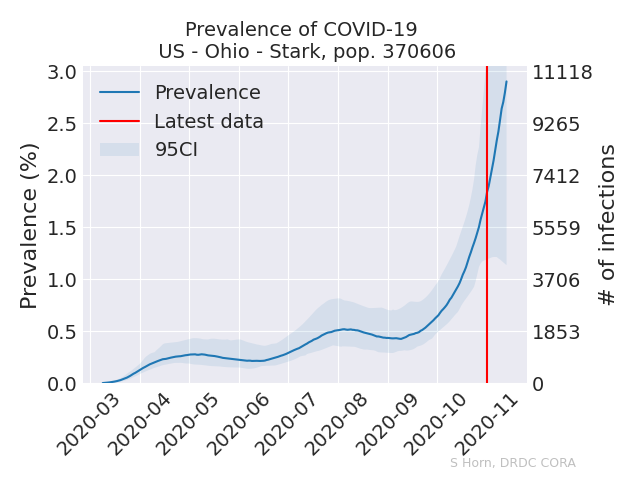 Prevalence of COVID-19
US - Ohio - Stark, pop. 370606
Prevalence
Latest data
95CI
Prevalence (%)
3.0
2.5
2.0
1.5
1.0
0.5
0.0
11118
9265
7412
5559
3706
1853
0
# of infections
2020-03
2020-04
2020-05
2020-06
2020-07
2020-08
2020-09
2020-10
2020-11
S Horn, DRDC CORA